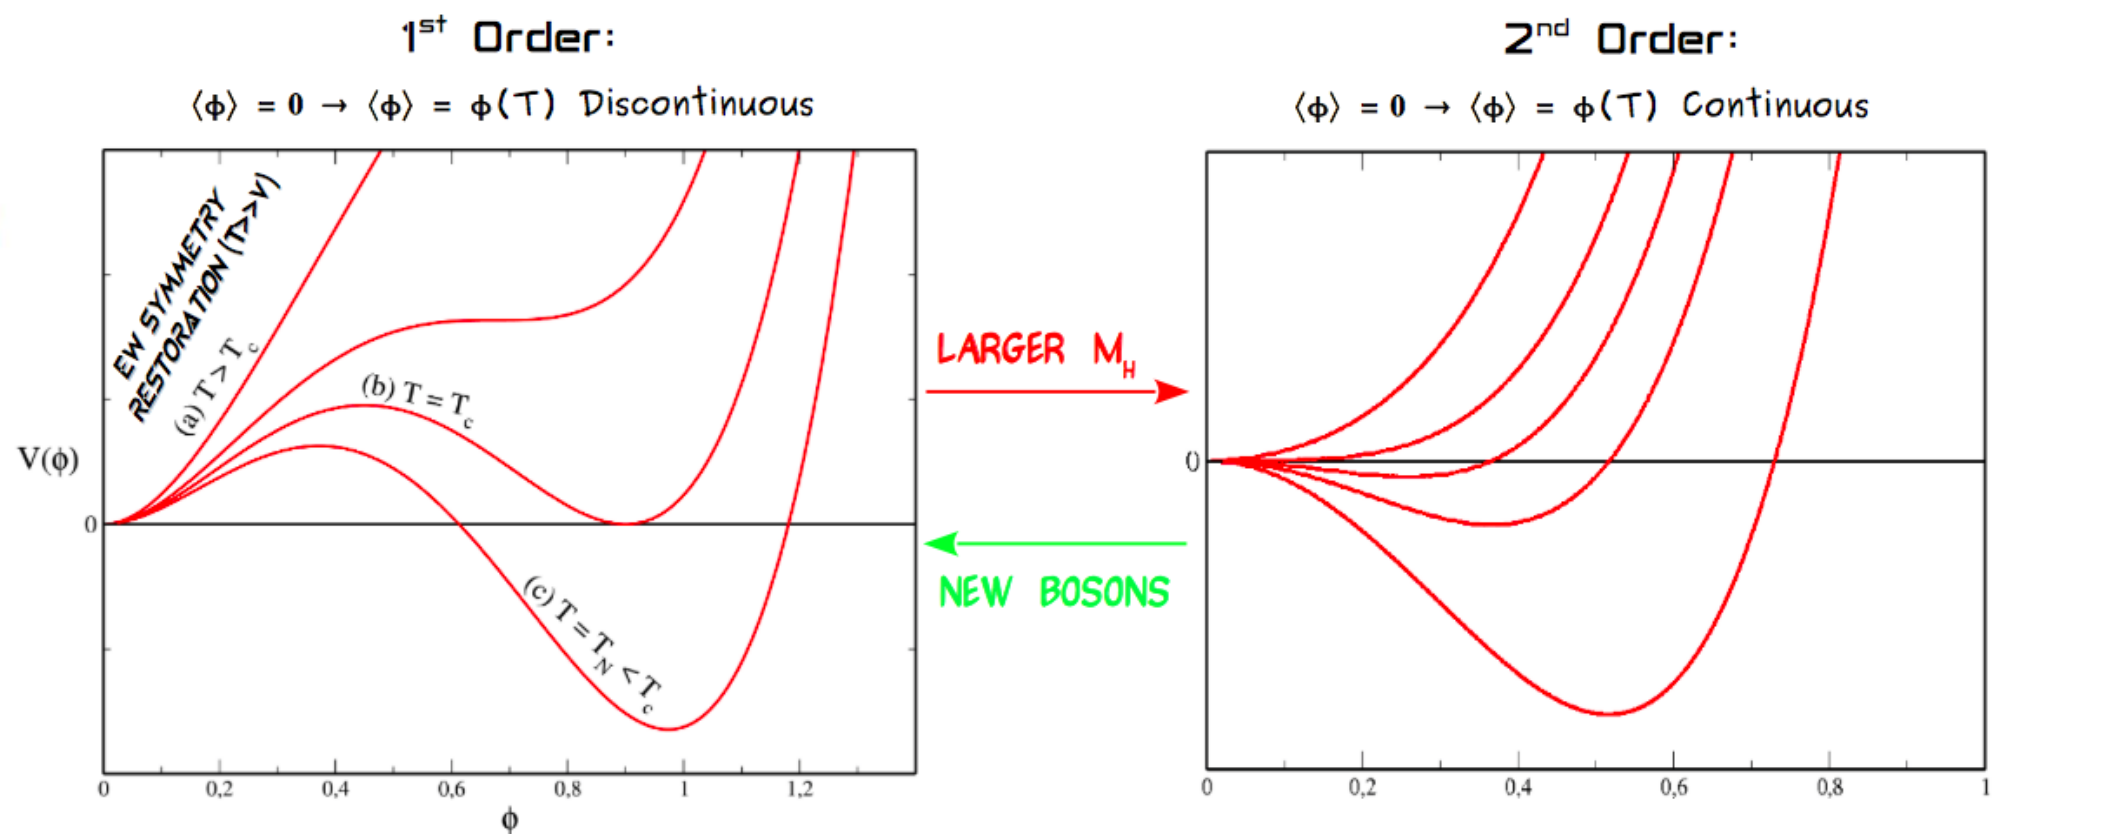 1st Order:
⟨ϕ⟩ = 0 → ⟨ϕ⟩ = ϕ(T) Discontinuous
2nd Order:
⟨ϕ⟩ = 0 → ⟨ϕ⟩ = ϕ(T) Continuous
EW SYMMETRY
RESTORATION (T>>V)
(a) T > Tc
(b) T = Tc
(c) T = TN < Tc
V(ϕ)
0
0 0,2 0,4 0,6 0,8 1 1,2
ϕ
LARGER MH
NEW BOSONS
0
0 0,2 0,4 0,6 0,8 1